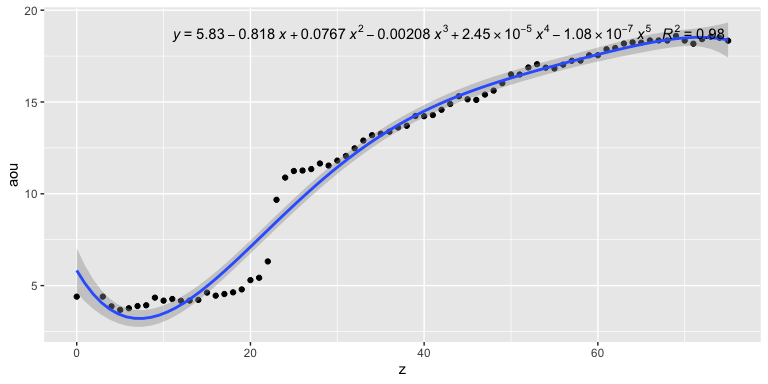 20
y = 5.83 − 0.818 x + 0.0767 x² − 0.00208 x³ + 2.45 × 10⁻⁵ x⁴ − 1.08 × 10⁻⁷ x⁵ R² = 0.98
15
aou
10
5
0 20 40 60
z